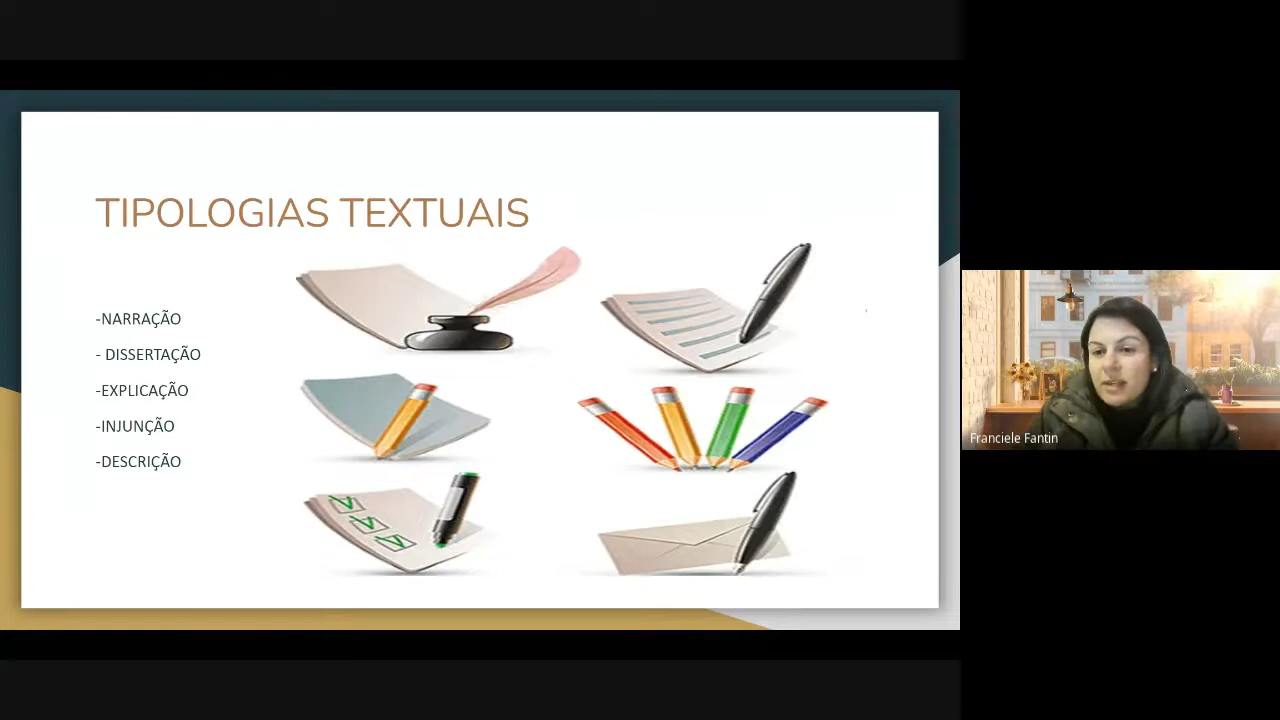 TIPOLOGIAS TEXTUAIS
-NARRAÇÃO
- DISSERTAÇÃO
-EXPLICAÇÃO
-INJUNÇÃO
-DESCRIÇÃO
Franciele Fantin